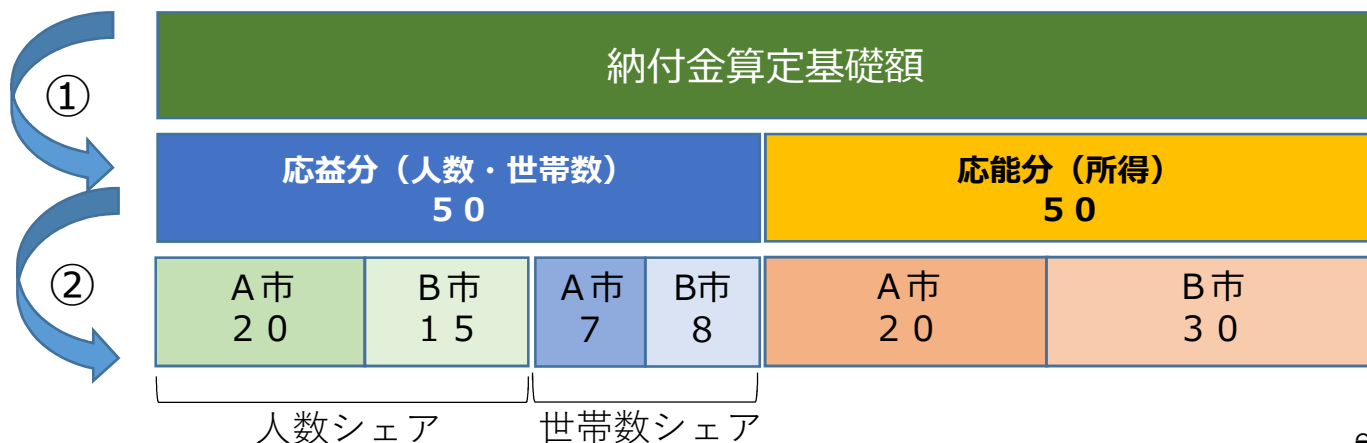 納付金算定基礎額
①
応益分（人数・世帯数）
５０
応能分（所得）
５０
②
Ａ市
２０
Ｂ市
１５
Ａ市
７
B市
８
Ａ市
２０
Ｂ市
３０
人数シェア
世帯数シェア